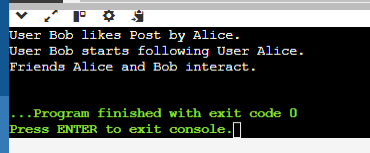 User Bob likes Post by Alice.
User Bob starts following User Alice.
Friends Alice and Bob interact.
...Program finished with exit code 0
Press ENTER to exit console.